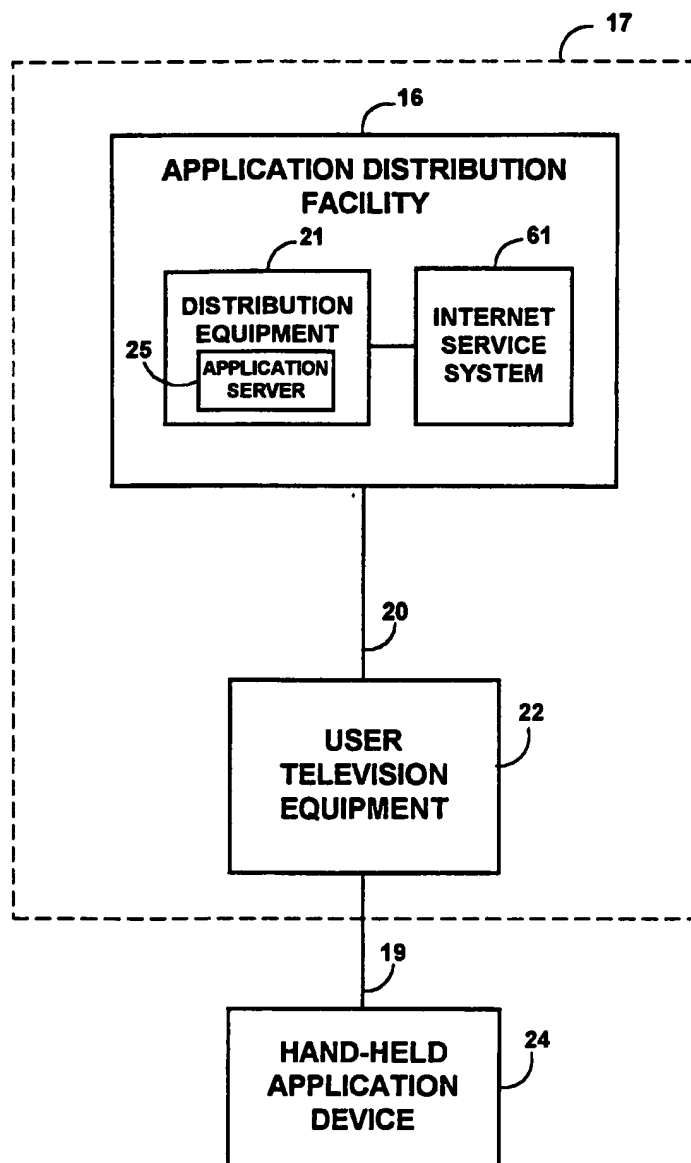 17
16
APPLICATION DISTRIBUTION
FACILITY
21
61
DISTRIBUTION
EQUIPMENT
25
APPLICATION
SERVER
INTERNET
SERVICE
SYSTEM
20
22
USER
TELEVISION
EQUIPMENT
19
24
HAND-HELD
APPLICATION
DEVICE